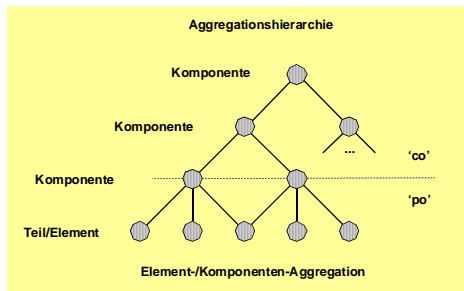 Aggregationshierarchie
Komponente
Komponente
...
'co'
Komponente
'po'
Teil/Element
Element-/Komponenten-Aggregation